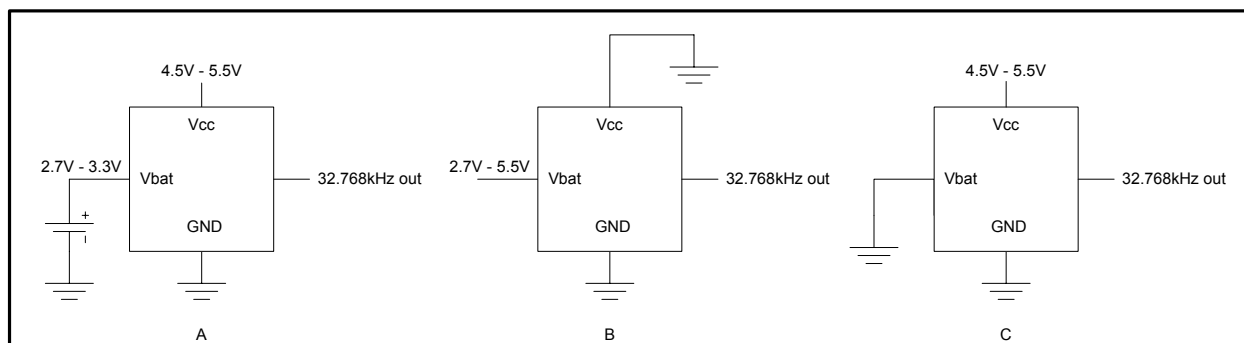 4.5V - 5.5V
Vcc
2.7V - 3.3V
Vbat
32.768kHz out
+
GND
A
Vcc
2.7V - 5.5V
Vbat
32.768kHz out
GND
B
4.5V - 5.5V
Vcc
Vbat
32.768kHz out
GND
C